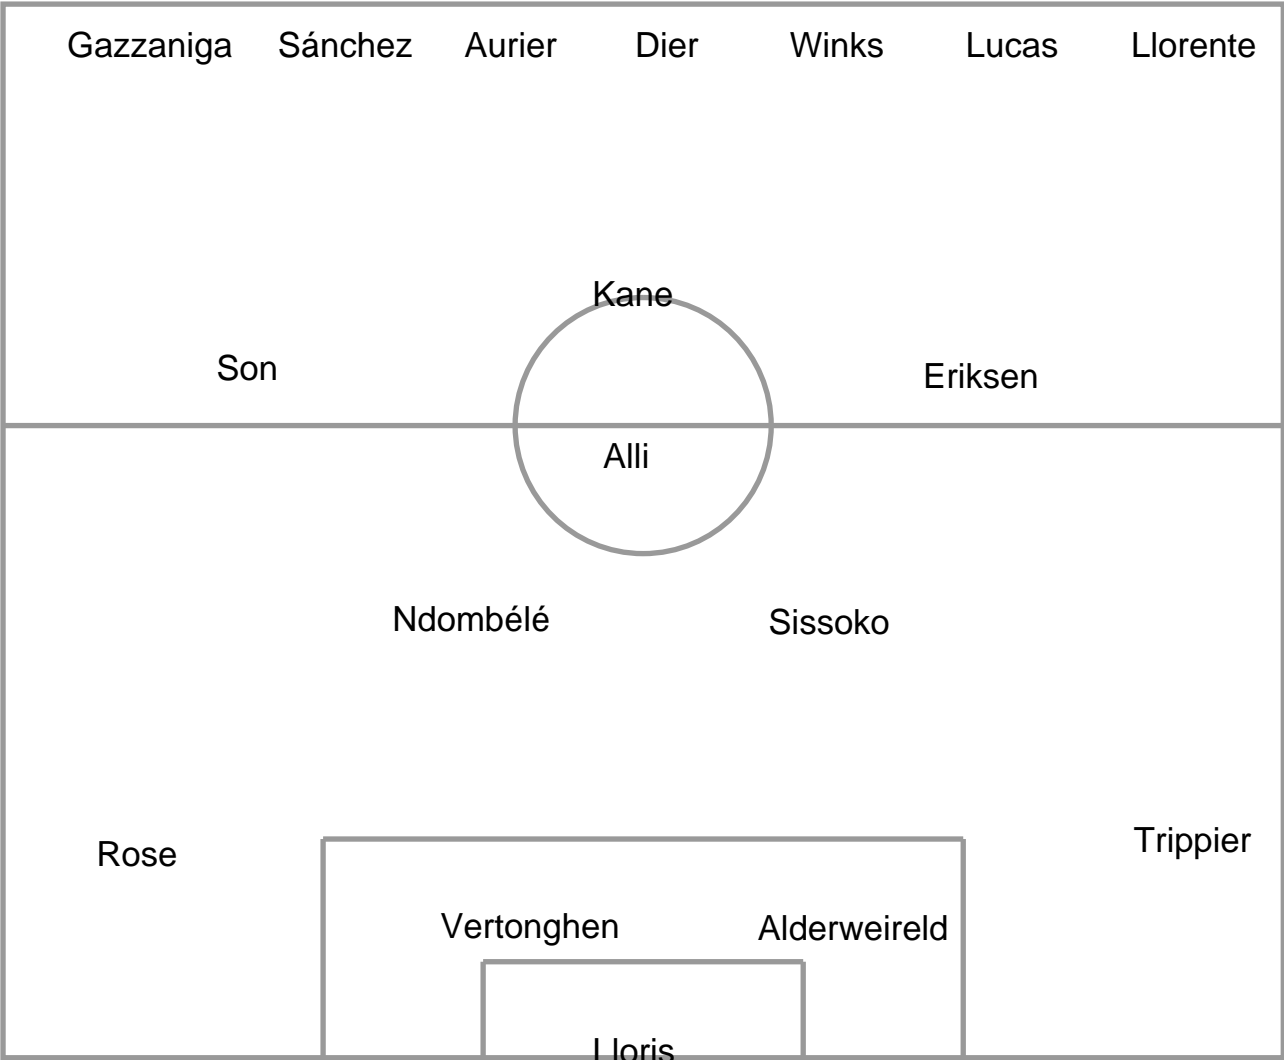 Gazzaniga Sánchez Aurier Dier Winks Lucas Llorente
Kane
Son Eriksen
Alli
Ndombélé Sissoko
Rose Trippier
Vertonghen Alderweireld
Lloris